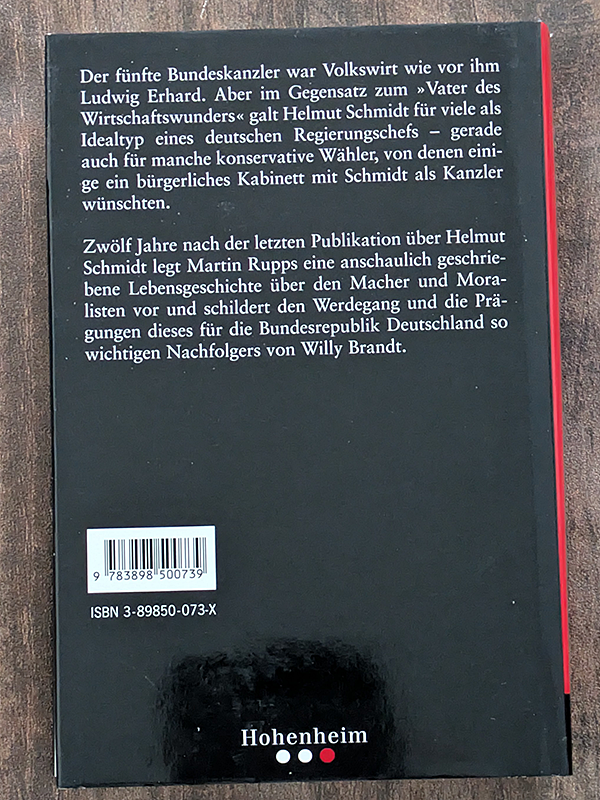 Der fünfte Bundeskanzler war Volkswirt wie vor ihm
Ludwig Erhard. Aber im Gegensatz zum »Vater des
Wirtschaftswunders« galt Helmut Schmidt für viele als
Idealtyp eines deutschen Regierungschefs – gerade
auch für manche konservative Wähler, von denen eini-
ge ein bürgerliches Kabinett mit Schmidt als Kanzler
wünschten.
Zwölf Jahre nach der letzten Publikation über Helmut
Schmidt legt Martin Rupps eine anschaulich geschrie-
bene Lebensgeschichte über den Macher und Mora-
listen vor und schildert den Werdegang und die Prä-
gungen dieses für die Bundesrepublik Deutschland so
wichtigen Nachfolgers von Willy Brandt.
9 783898 500739
ISBN 3-89850-073-X
Hohenheim